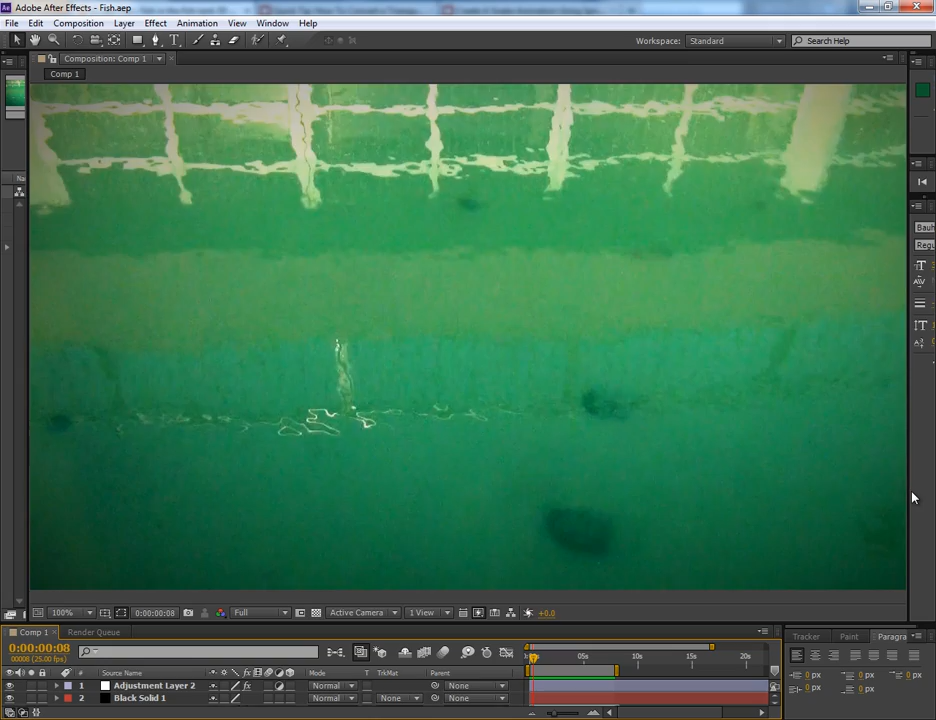 Adobe After Effects - Fish.aep
File Edit Composition Layer Effect Animation View Window Help
Workspace: Standard Search Help
Composition: Comp 1
Comp 1
Na
Bauh
Regu
100% 0:00:00:08 Full Active Camera 1 View +0.0
Comp 1 Render Queue Tracker Paint Paragra
0:00:00:08
00008 (25.00 fps)
05s 10s 15s 20s
# Source Name Mode T TrkMat Parent
1 Adjustment Layer 2 Normal None
2 Black Solid 1 Normal None None
0 px 0 px 0 px
0 px 0 px